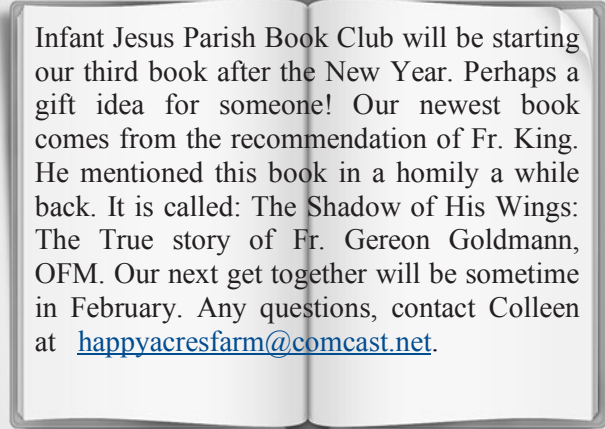 Infant Jesus Parish Book Club will be starting
our third book after the New Year. Perhaps a
gift idea for someone! Our newest book
comes from the recommendation of Fr. King.
He mentioned this book in a homily a while
back. It is called: The Shadow of His Wings:
The True story of Fr. Gereon Goldmann,
OFM. Our next get together will be sometime
in February. Any questions, contact Colleen
at happyacresfarm@comcast.net.